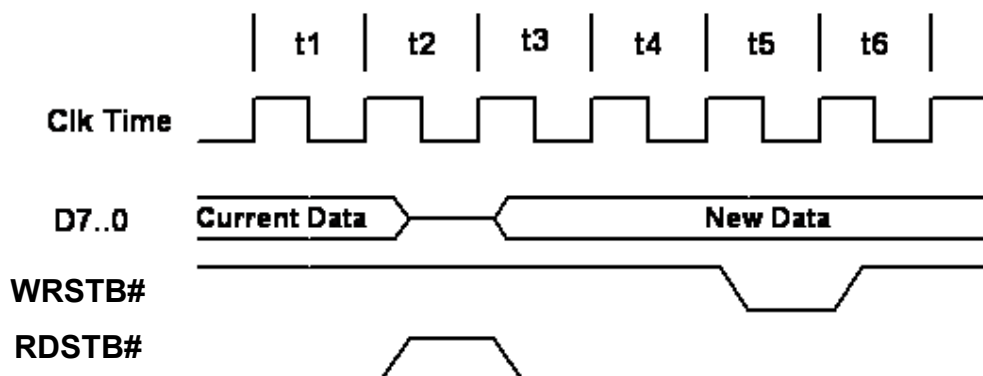 t1 t2 t3 t4 t5 t6
Clk Time
D7..0 Current Data New Data
WRSTB#
RDSTB#